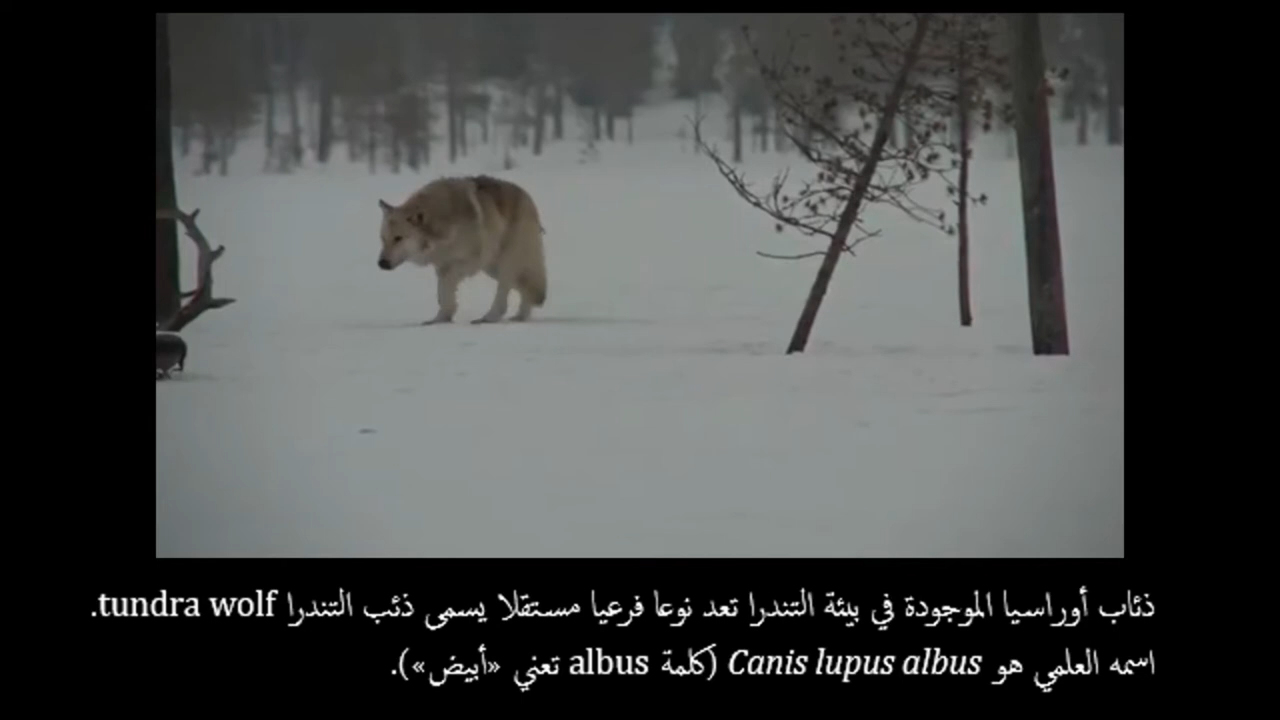 ذئاب أوراسيا الموجودة في بيئة التندرا تعد نوعا فرعيا مستقلا يسمى ذئب التندرا tundra wolf.
اسمه العلمي هو Canis lupus albus (كلمة albus تعني «أبيض»).